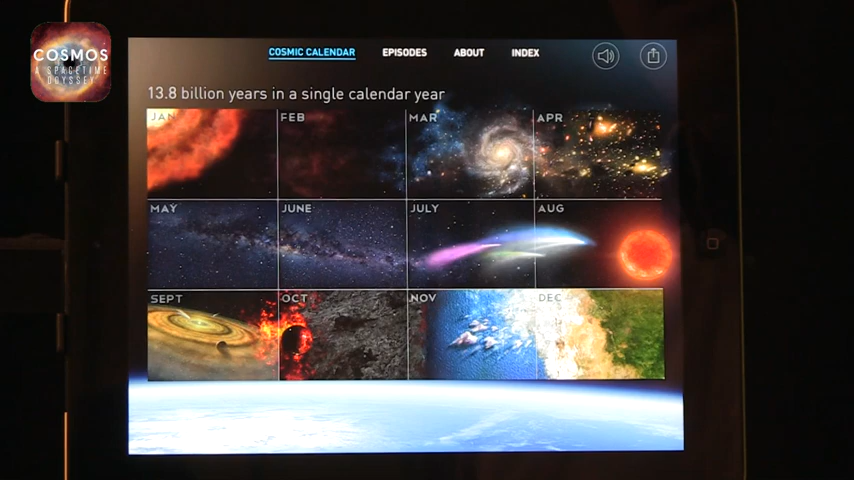 COSMOS
A SPACETIME
ODYSSEY
COSMIC CALENDAR EPISODES ABOUT INDEX
13.8 billion years in a single calendar year
JAN FEB MAR APR
MAY JUNE JULY AUG
SEPT OCT NOV DEC